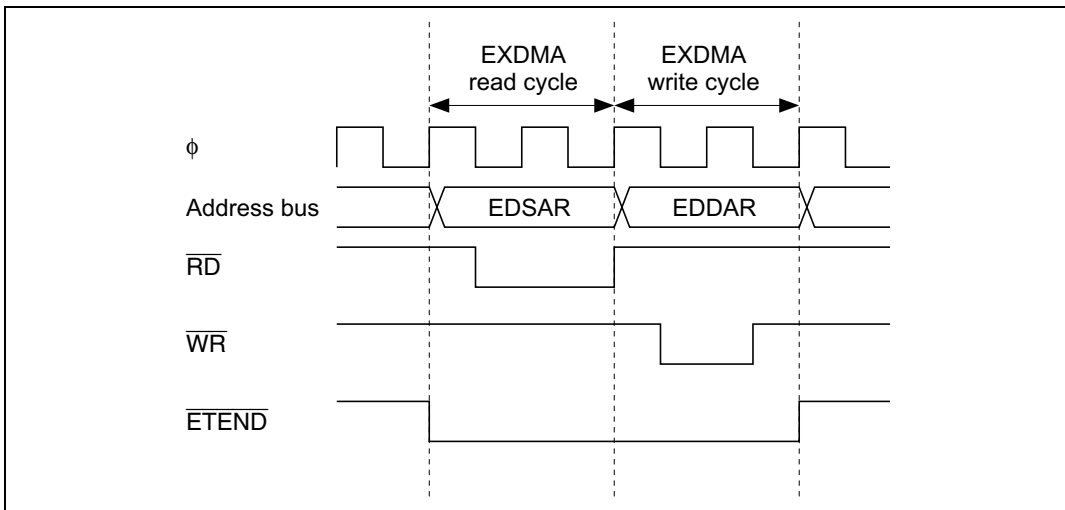 EXDMA
read cycle
EXDMA
write cycle
ϕ
Address bus
EDSAR
EDDAR
RD
WR
ETEND